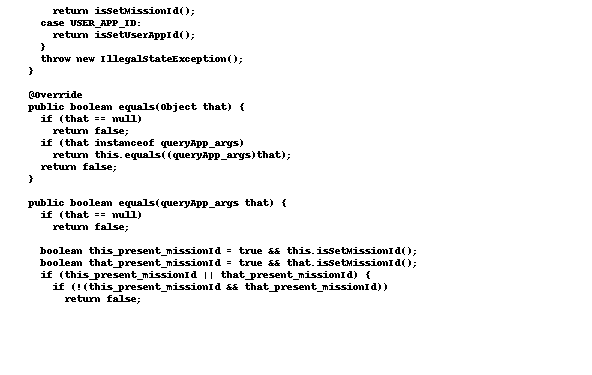 return isSetMissionId();
case USER_APP_ID:
return isSetUserAppId();
}
throw new IllegalStateException();
}
@Override
public boolean equals(Object that) {
if (that == null)
return false;
if (that instanceof queryApp_args)
return this.equals((queryApp_args)that);
return false;
}
public boolean equals(queryApp_args that) {
if (that == null)
return false;
boolean this_present_missionId = true && this.isSetMissionId();
boolean that_present_missionId = true && that.isSetMissionId();
if (this_present_missionId || that_present_missionId) {
if (!(this_present_missionId && that_present_missionId))
return false;